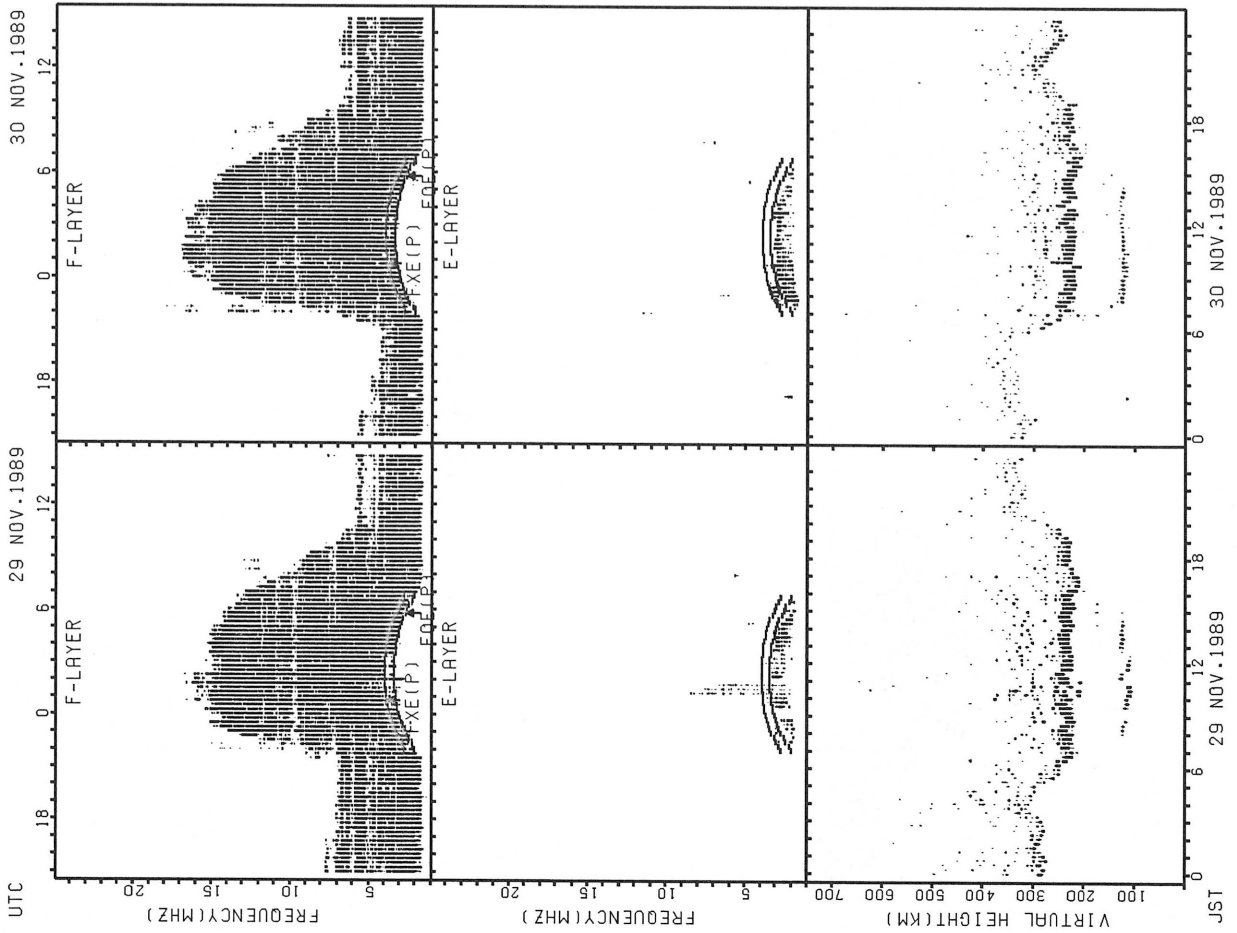 UTC 29 NOV.1989 30 NOV.1989
18 0 6 12 18 0 6 12
F-LAYER F-LAYER
20
15
10
5
FREQUENCY(MHZ)
FXE(P) FOE(P) FXE(P) FOE(P)
E-LAYER E-LAYER
20
15
10
5
FREQUENCY(MHZ)
700
600
500
400
300
200
100
VIRTUAL HEIGHT(KM)
0 6 12 18 0 6 12 18
JST 29 NOV.1989 30 NOV.1989